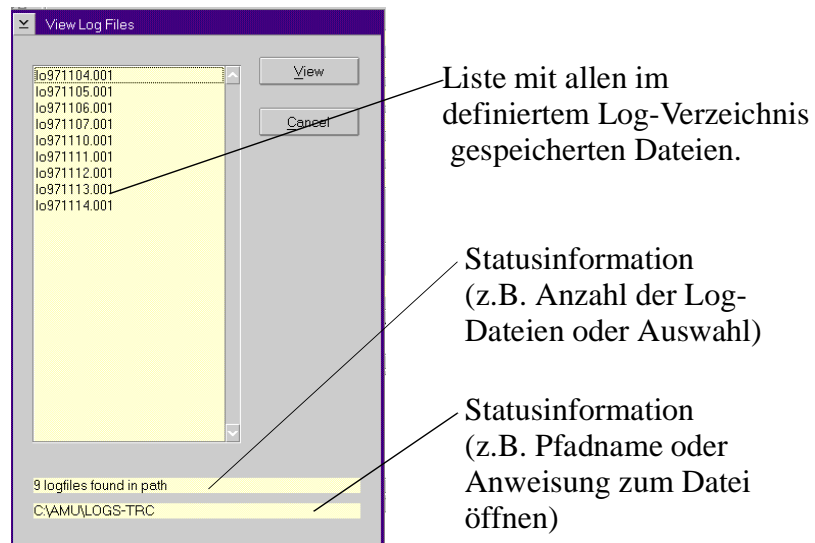 View Log Files
lo971104.001
lo971105.001
lo971106.001
lo971107.001
lo971110.001
lo971111.001
lo971112.001
lo971113.001
lo971114.001
View
Cancel
9 logfiles found in path
C:\AMU\LOGS-TRC
Liste mit allen im
definiertem Log-Verzeichnis
gespeicherten Dateien.
Statusinformation
(z.B. Anzahl der Log-
Dateien oder Auswahl)
Statusinformation
(z.B. Pfadname oder
Anweisung zum Datei
öffnen)